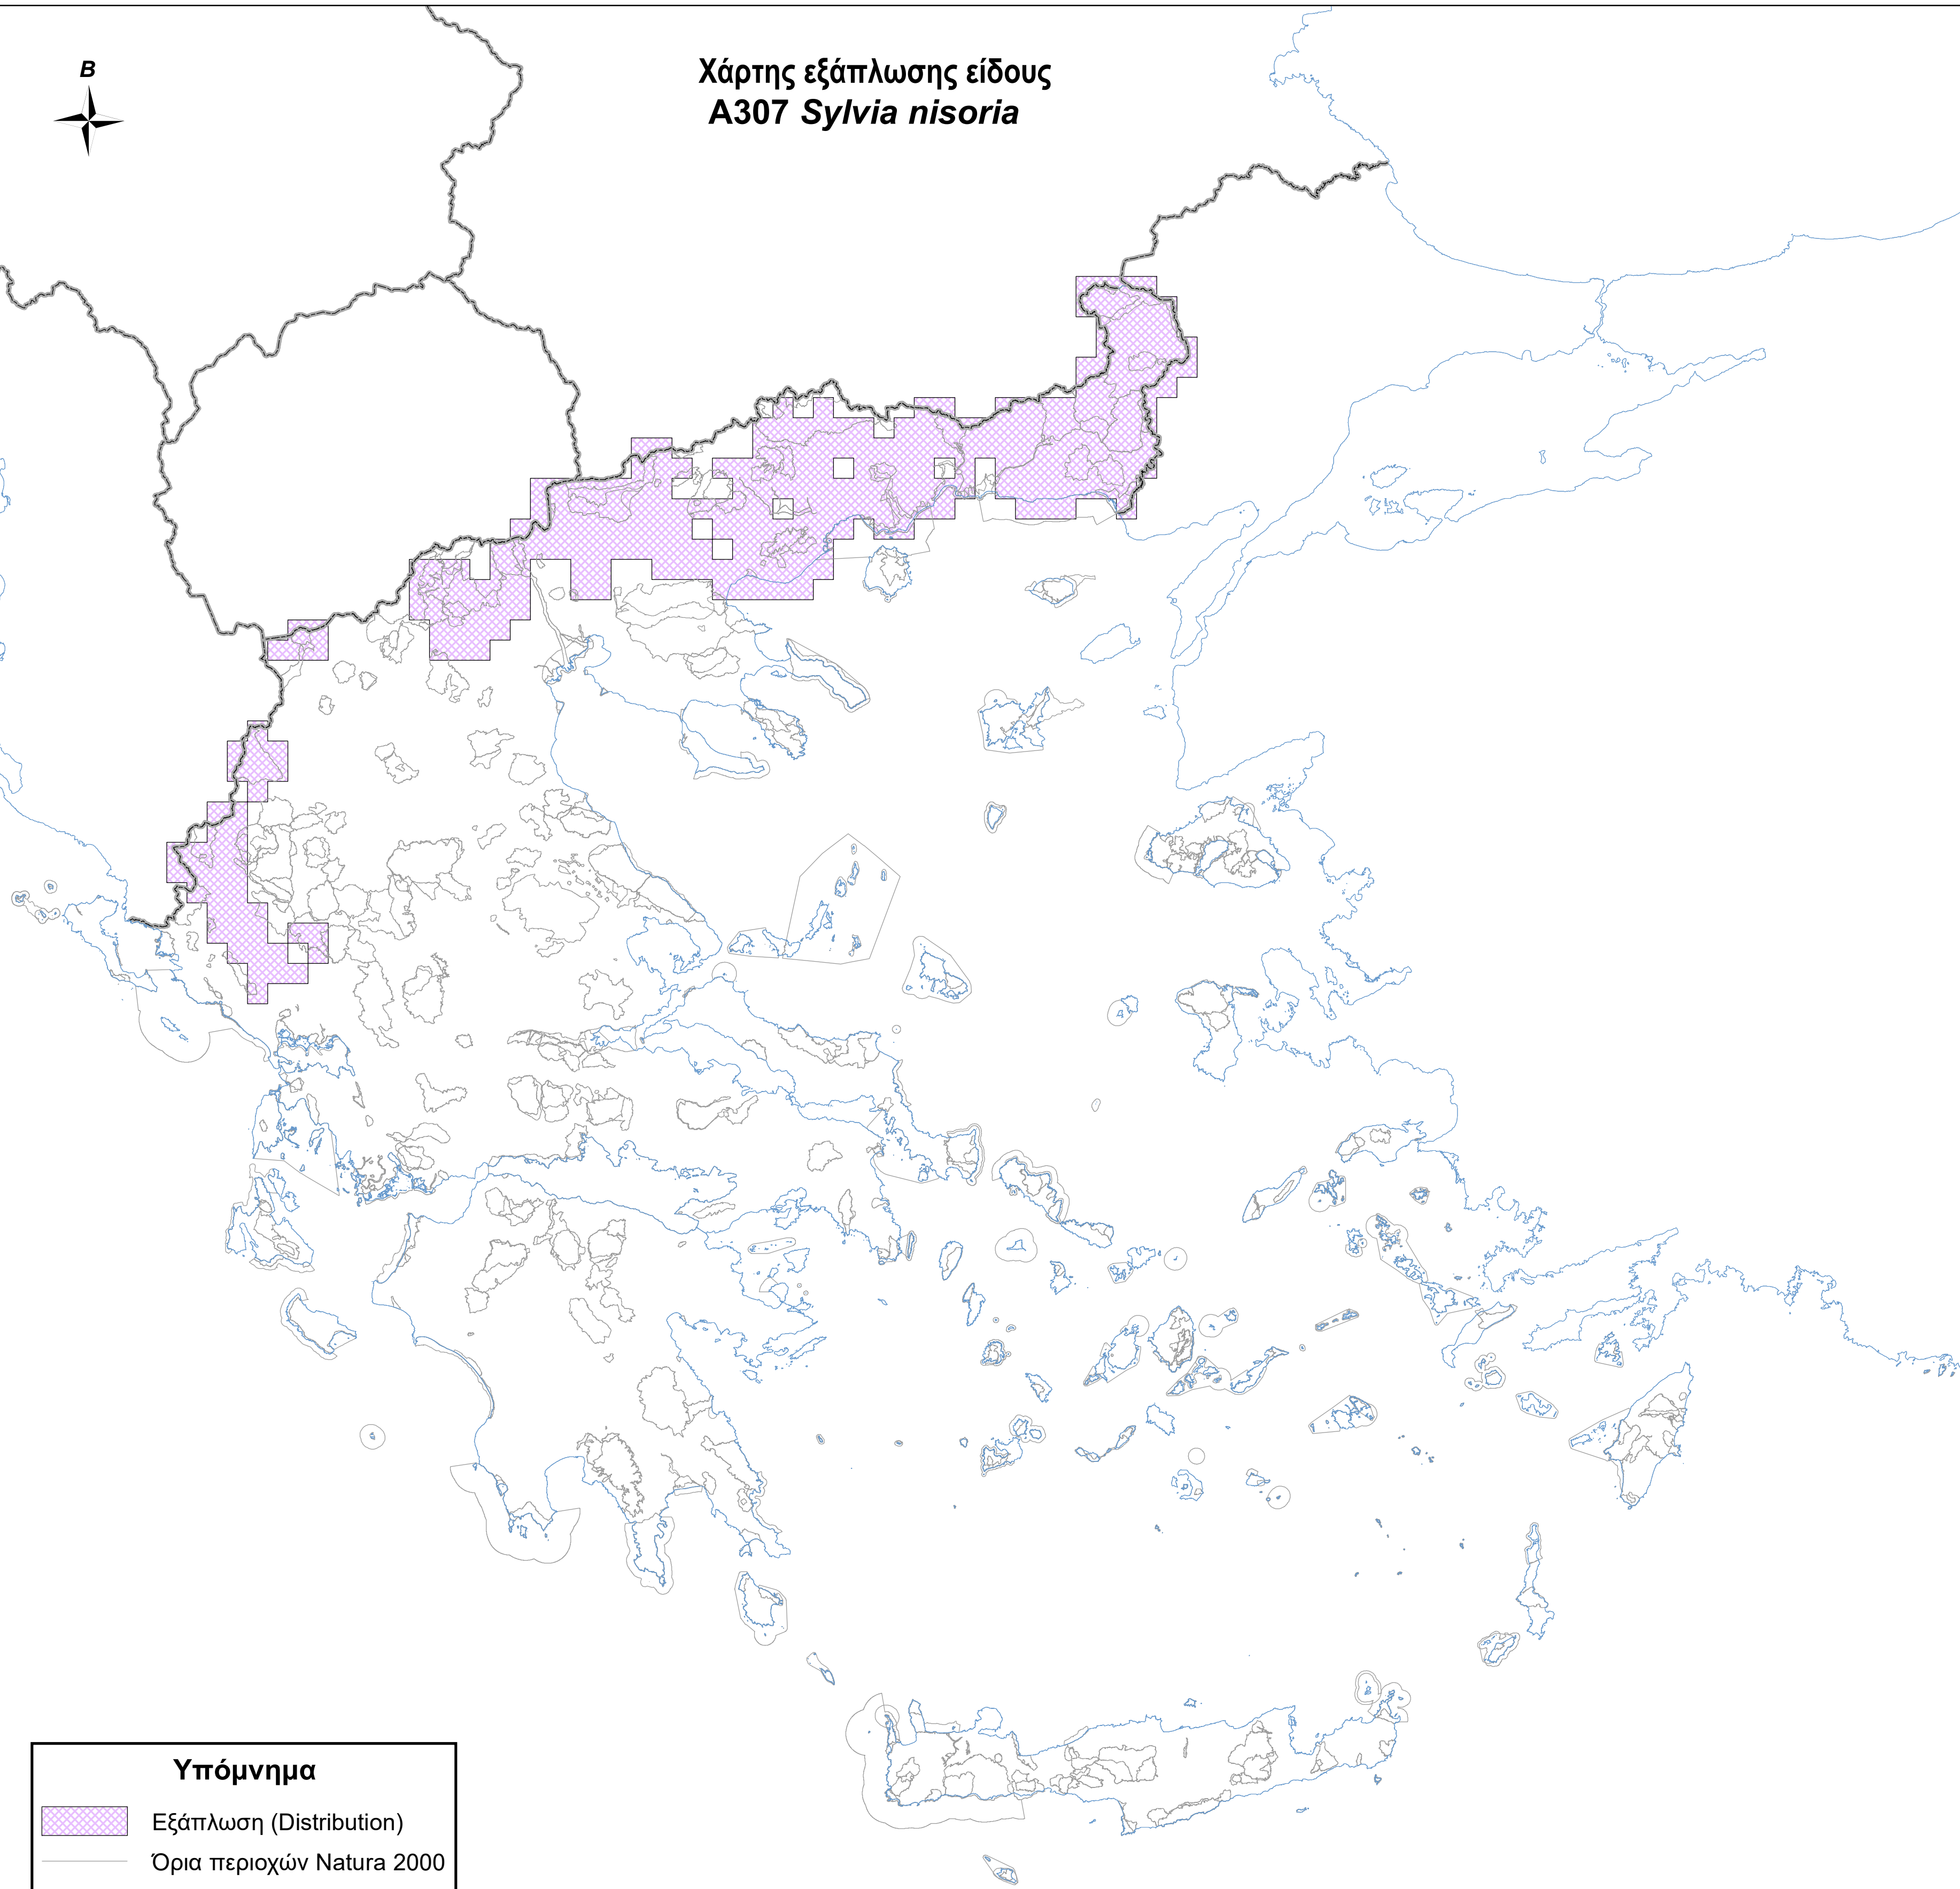 Β
Χάρτης εξάπλωσης είδους
A307 Sylvia nisoria
Υπόμνημα
Εξάπλωση (Distribution)
Όρια περιοχών Natura 2000